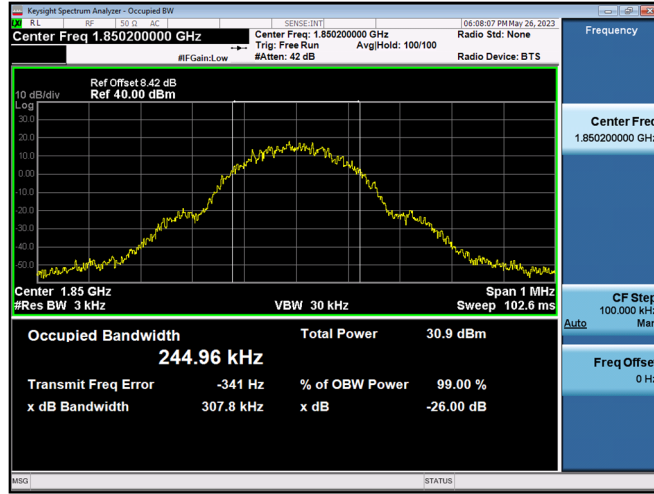 Keysight Spectrum Analyzer - Occupied BW
RL RF 50 Ω AC SENSE:INT 06:08:07 PM May 26, 2023
Center Freq 1.850200000 GHz
Center Freq: 1.850200000 GHz Radio Std: None
Trig: Free Run Avg|Hold: 100/100
#IFGain:Low #Atten: 42 dB Radio Device: BTS
Ref Offset 8.42 dB
10 dB/div Ref 40.00 dBm
Log
30.0
20.0
10.0
0.00
-10.0
-20.0
-30.0
-40.0
-50.0
Center 1.85 GHz Span 1 MHz
#Res BW 3 kHz VBW 30 kHz Sweep 102.6 ms
Occupied Bandwidth Total Power 30.9 dBm
244.96 kHz
Transmit Freq Error -341 Hz % of OBW Power 99.00 %
x dB Bandwidth 307.8 kHz x dB -26.00 dB
MSG STATUS
Frequency
Center Freq
1.850200000 GHz
CF Step
100.000 kHz
Auto Man
Freq Offset
0 Hz